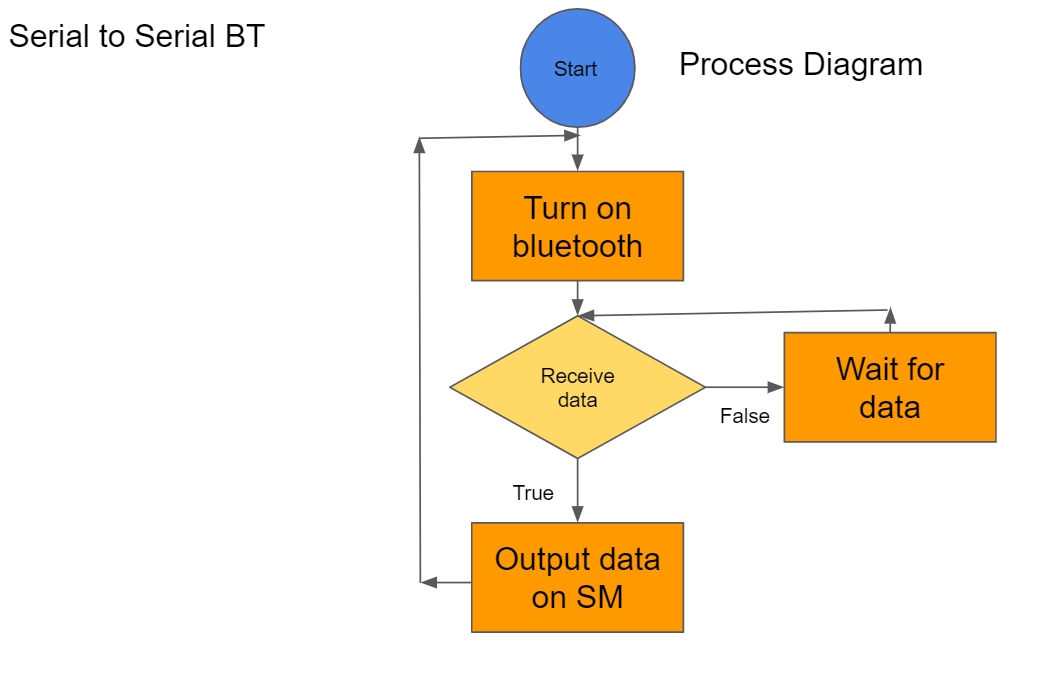 Serial to Serial BT
Start
Process Diagram
Turn on
bluetooth
Receive
data
False
Wait for
data
True
Output data
on SM